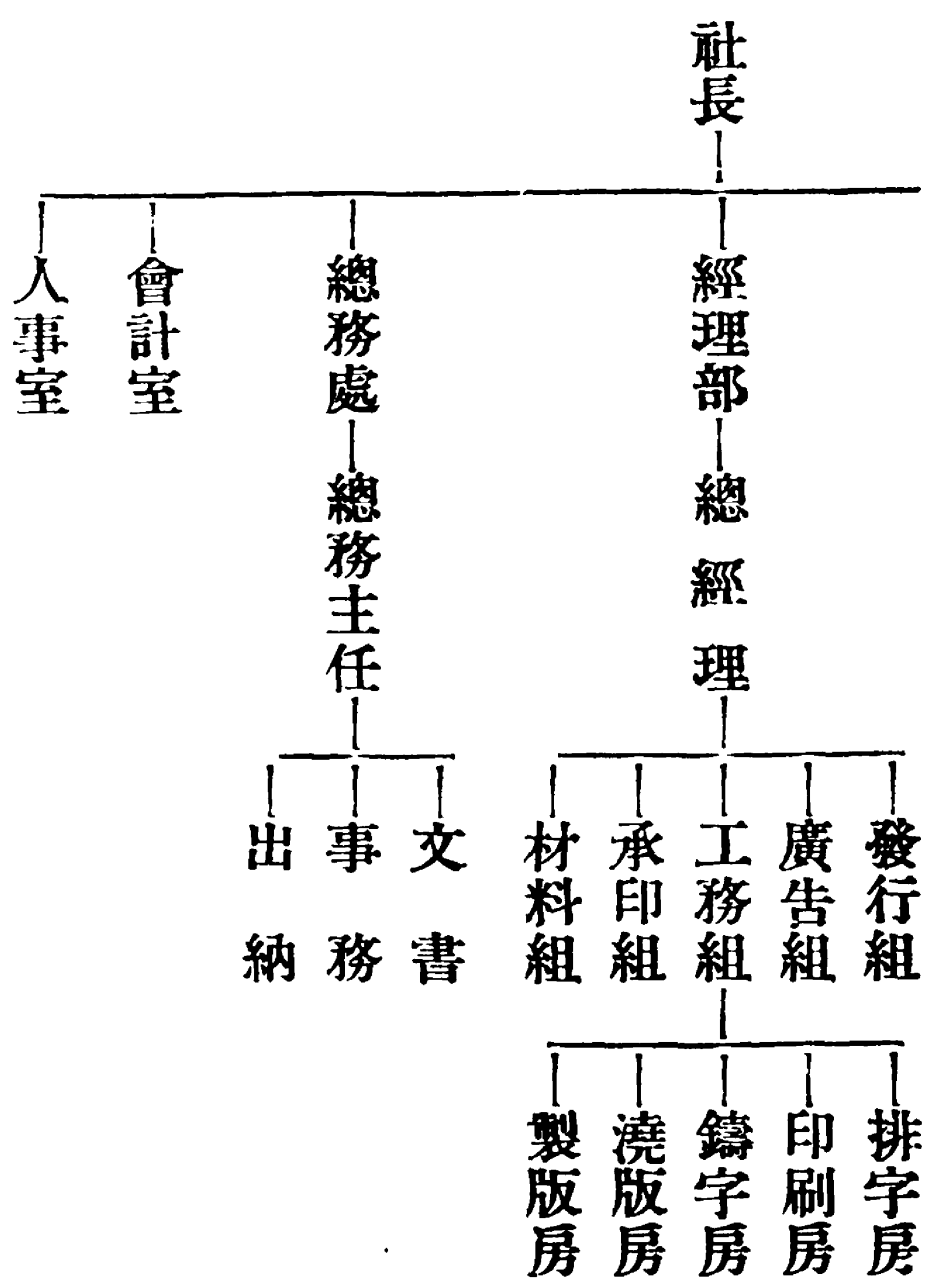 社長
經理部
總經理
發行組
廣告組
工務組
承印組
材料組
排字房
印刷房
鑄字房
澆版房
製版房
總務處
總務主任
文書
事務
出納
會計室
人事室